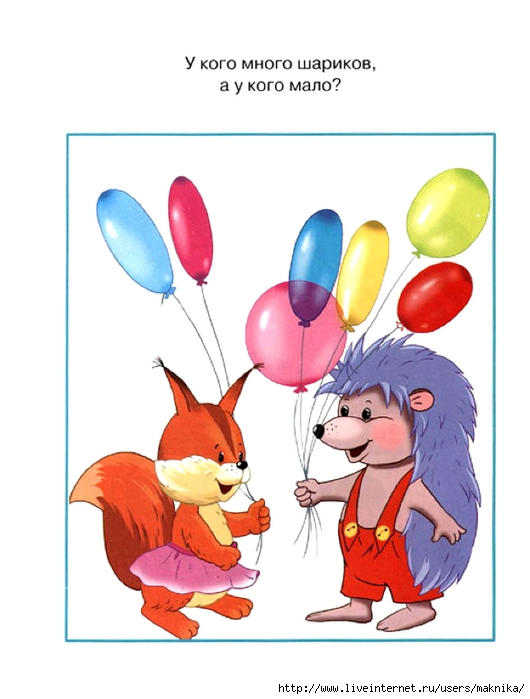 У кого много шариков,
а у кого мало?
http://www.liveinternet.ru/users/maknika/